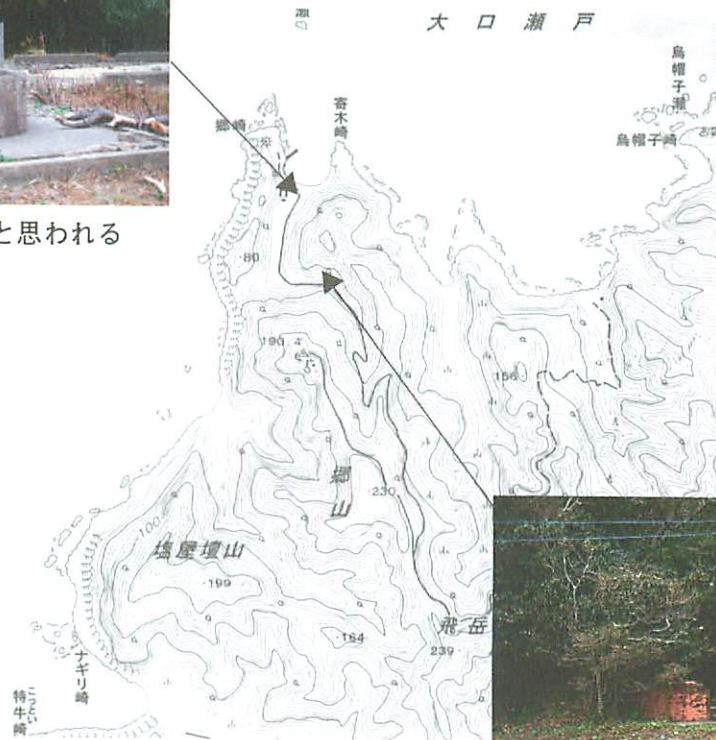 瀬
大口瀬戸
烏帽子瀬
郷崎
寄木崎
烏帽子崎
と思われる
80
190.4
156
郷山
230
100
塩屋壇山
199
飛岳
164
239
ナギリ崎
こっとい
特牛崎